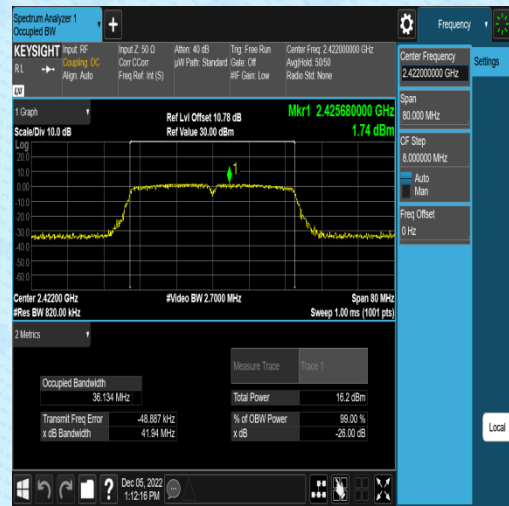 Spectrum Analyzer 1
Occupied BW
Frequency
KEYSIGHT Input: RF Input Z: 50 Ω Atten: 40 dB Trig: Free Run Center Freq: 2.422000000 GHz
RL Coupling: DC Corr CCorr µW Path: Standard Gate: Off Avg|Hold: 50/50
Align: Auto Freq Ref: Int (S) #IF Gain: Low Radio Std: None
LXI
Center Frequency
2.422000000 GHz
Settings
Span
80.000 MHz
CF Step
8.000000 MHz
Auto
Man
Freq Offset
0 Hz
1 Graph
Ref Lvl Offset 10.78 dB
Mkr1 2.425680000 GHz
Scale/Div 10.0 dB
Ref Value 30.00 dBm
1.74 dBm
Log
20.0
10.0
0.00
-10.0
-20.0
-30.0
-40.0
-50.0
-60.0
1
Center 2.42200 GHz #Video BW 2.7000 MHz Span 80 MHz
#Res BW 820.00 kHz Sweep 1.00 ms (1001 pts)
2 Metrics
Measure Trace Trace 1
Occupied Bandwidth
36.134 MHz
Total Power 16.2 dBm
Transmit Freq Error -48.887 kHz % of OBW Power 99.00 %
x dB Bandwidth 41.94 MHz x dB -26.00 dB
Local
Dec 05, 2022
1:12:16 PM